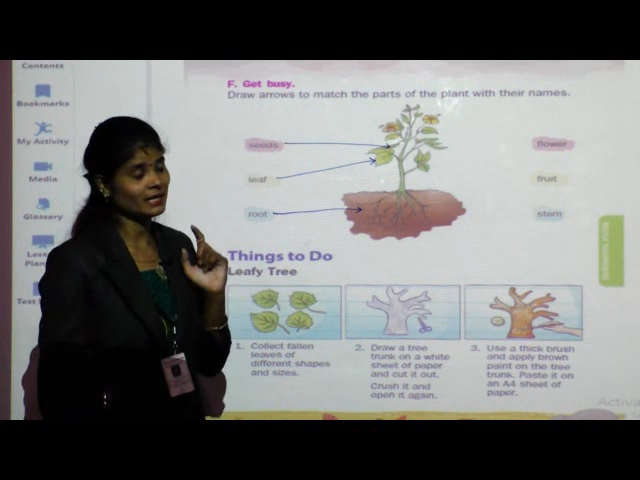 Contents
Bookmarks
My Activity
Media
Glossary
F. Get busy.
Draw arrows to match the parts of the plant with their names.
seeds
flower
leaf
fruit
root
stem
Things to Do
Leafy Tree
1. Collect fallen
leaves of
different shapes
and sizes.
2. Draw a tree
trunk on a white
sheet of paper
and cut it out.
Crush it and
open it again.
3. Use a thick brush
and apply brown
paint on the tree
trunk. Paste it on
an A4 sheet of
paper.